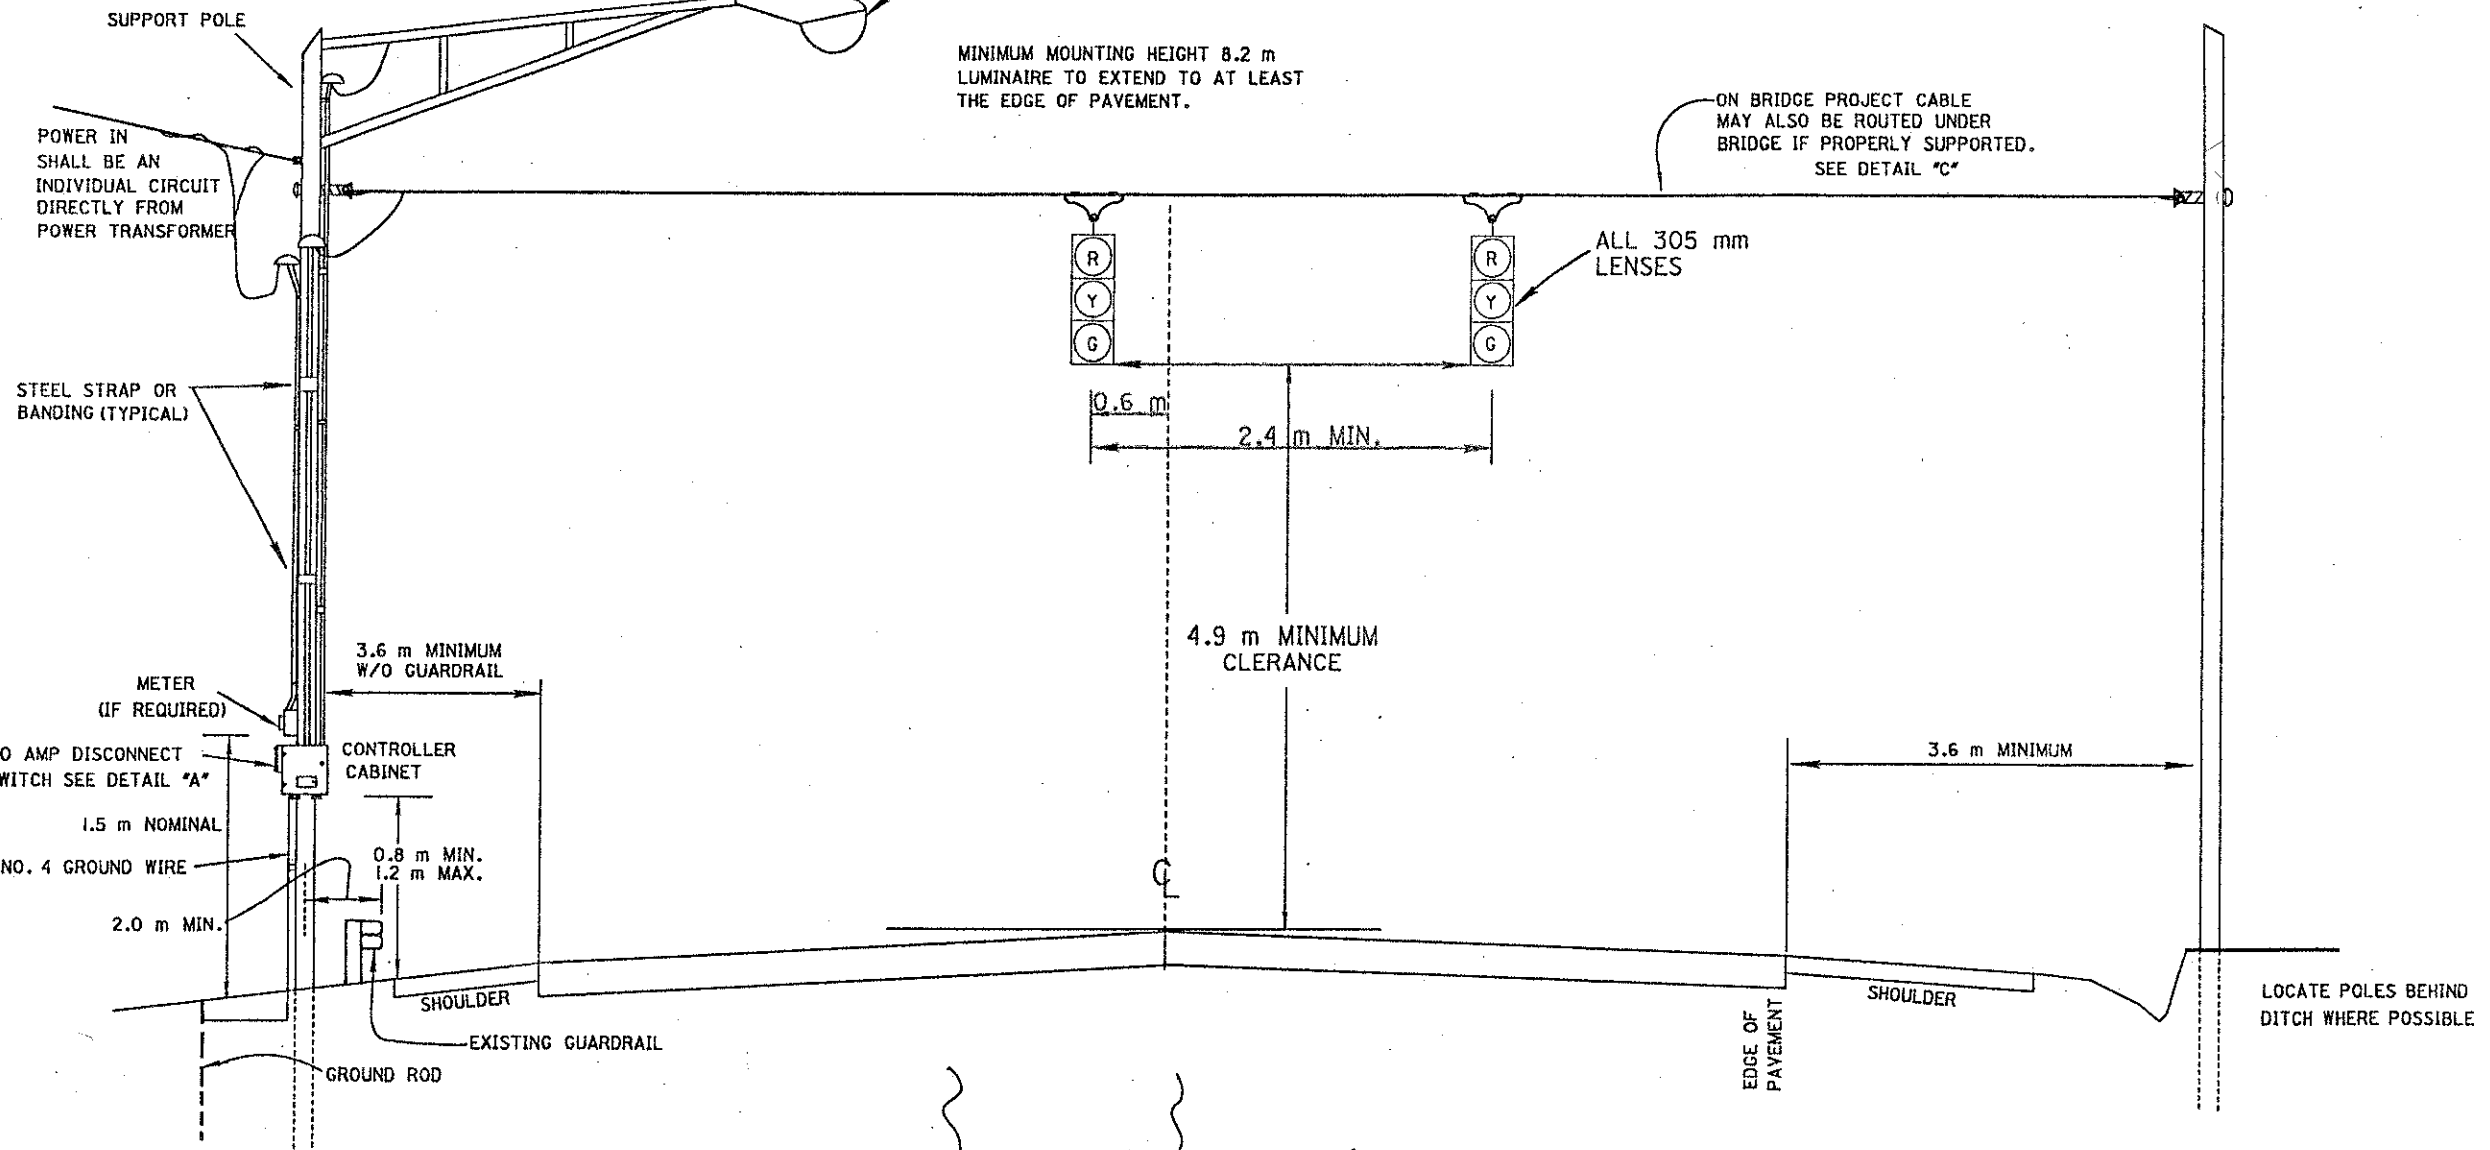 SUPPORT POLE
MINIMUM MOUNTING HEIGHT 8.2 m
LUMINAIRE TO EXTEND TO AT LEAST
THE EDGE OF PAVEMENT.
ON BRIDGE PROJECT CABLE
MAY ALSO BE ROUTED UNDER
BRIDGE IF PROPERLY SUPPORTED.
SEE DETAIL "C"
POWER IN
SHALL BE AN
INDIVIDUAL CIRCUIT
DIRECTLY FROM
POWER TRANSFORMER
R
Y
G
R
Y
G
ALL 305 mm
LENSES
STEEL STRAP OR
BANDING (TYPICAL)
0.6 m
2.4 m MIN.
4.9 m MINIMUM
CLERANCE
3.6 m MINIMUM
W/O GUARDRAIL
METER
(IF REQUIRED)
AMP DISCONNECT
SEE DETAIL "A"
CONTROLLER
CABINET
3.6 m MINIMUM
1.5 m NOMINAL
NO. 4 GROUND WIRE
0.8 m MIN.
1.2 m MAX.
2.0 m MIN.
CL
SHOULDER
EXISTING GUARDRAIL
GROUND ROD
EDGE OF
PAVEMENT
SHOULDER
LOCATE POLES BEHIND
DITCH WHERE POSSIBLE